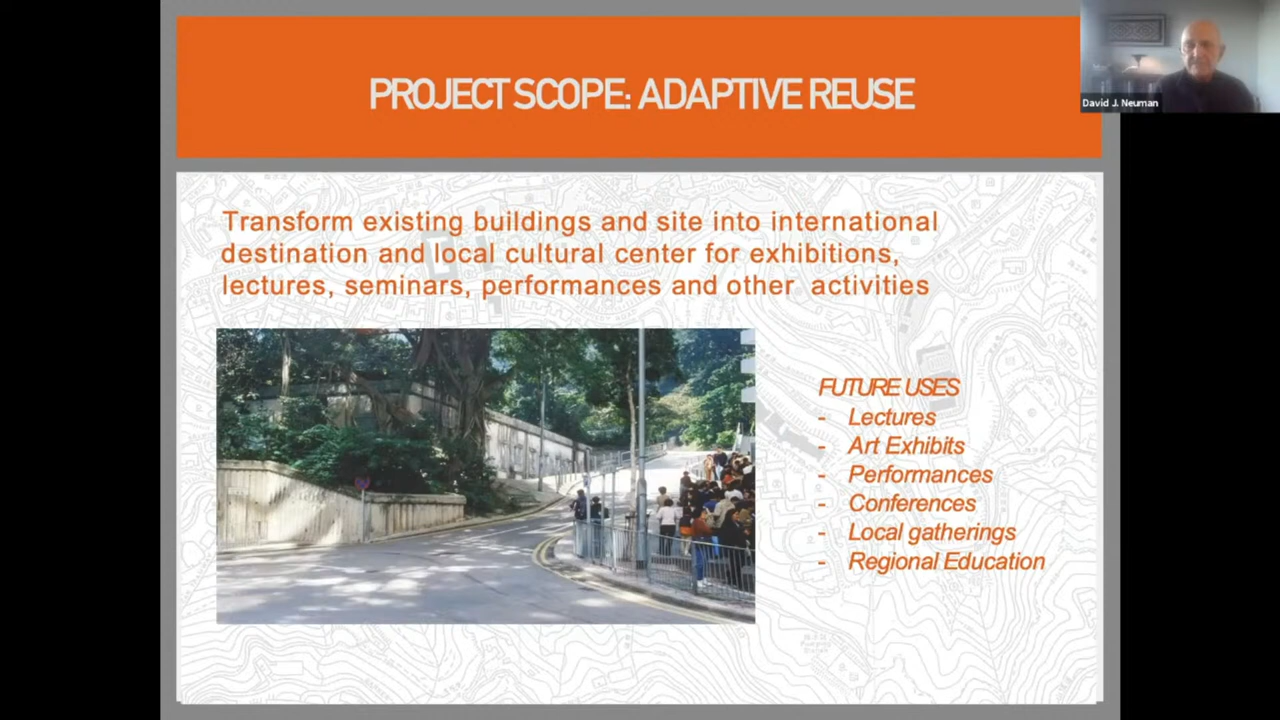 PROJECT SCOPE: ADAPTIVE REUSE
David J. Neuman
Transform existing buildings and site into international
destination and local cultural center for exhibitions,
lectures, seminars, performances and other activities
FUTURE USES
- Lectures
- Art Exhibits
- Performances
- Conferences
- Local gatherings
- Regional Education